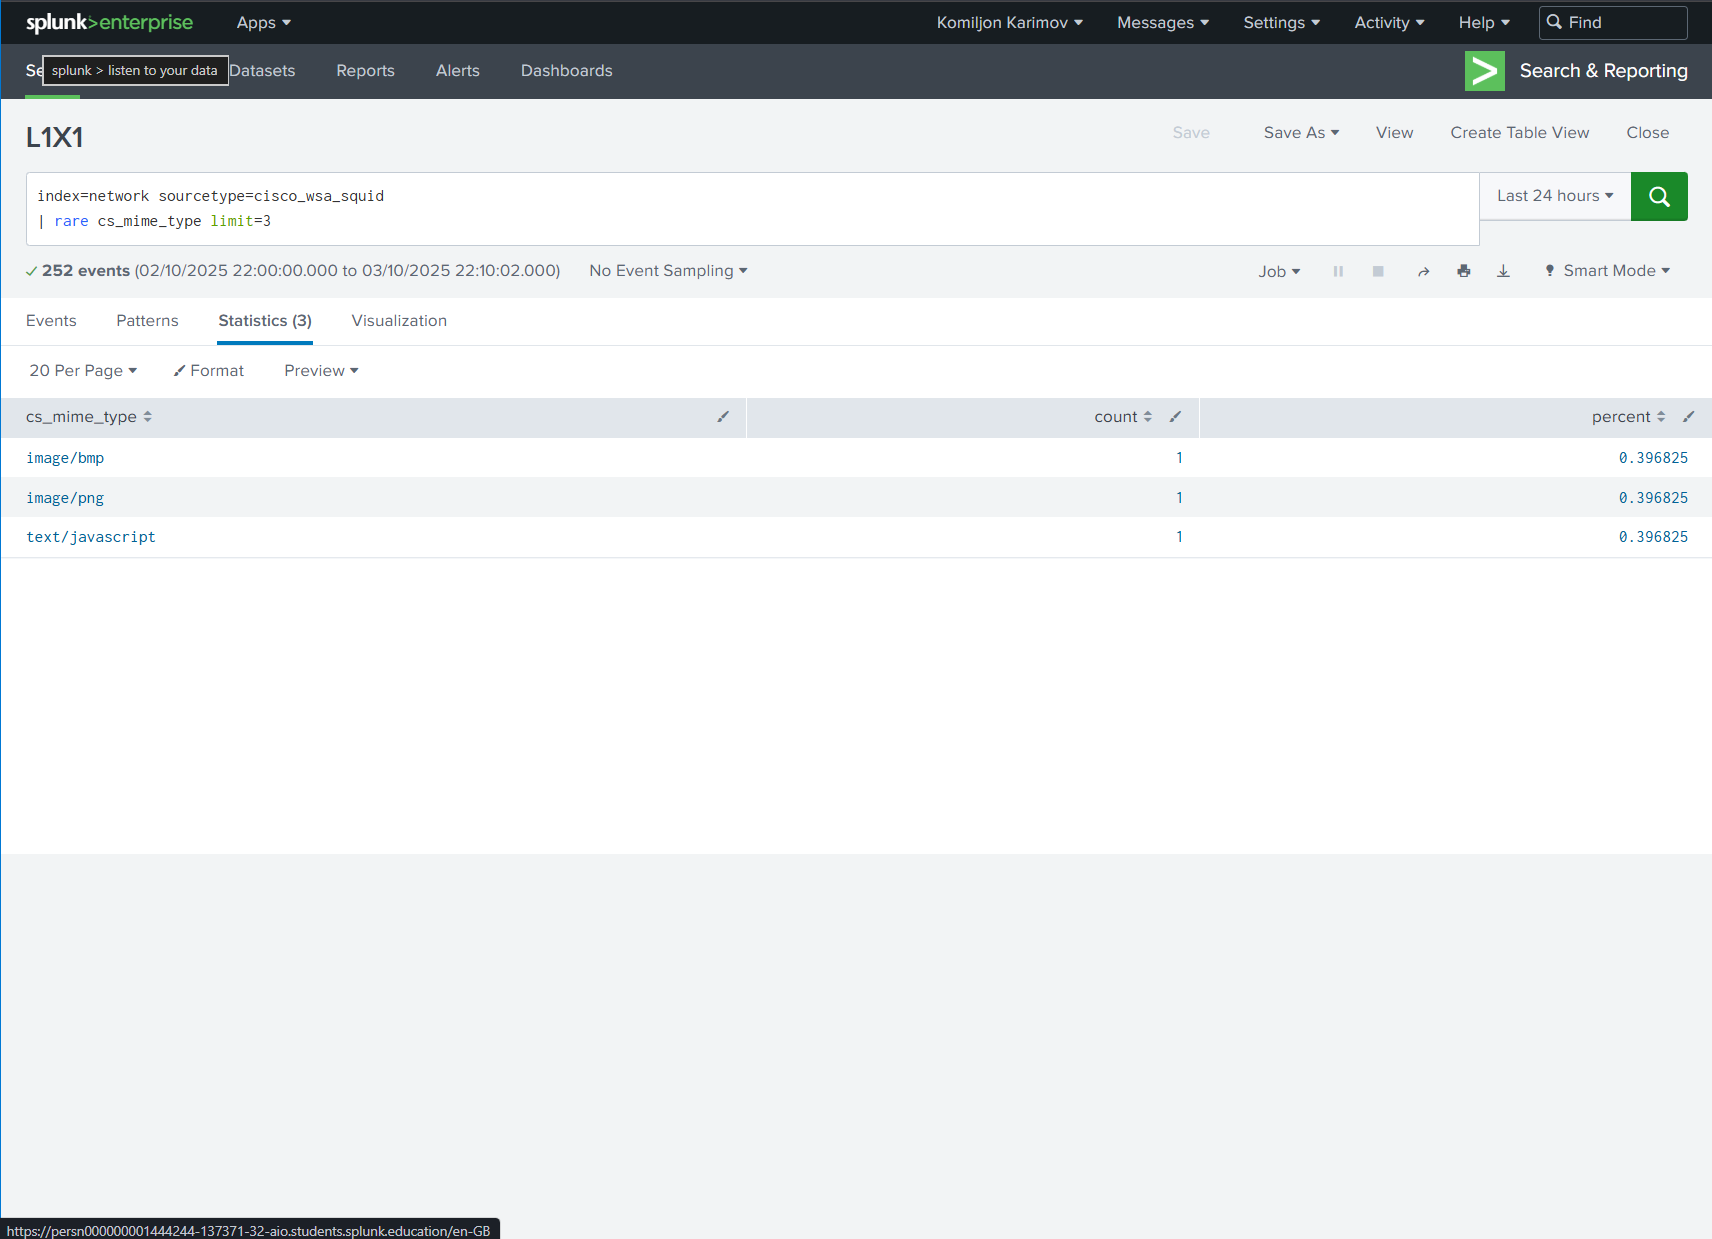 splunk>enterprise Apps Komiljon Karimov Messages Settings Activity Help Find
Se splunk > listen to your data Datasets Reports Alerts Dashboards > Search & Reporting
L1X1 Save Save As View Create Table View Close
index=network sourcetype=cisco_wsa_squid Last 24 hours
| rare cs_mime_type limit=3
252 events (02/10/2025 22:00:00.000 to 03/10/2025 22:10:02.000) No Event Sampling Job Smart Mode
Events Patterns Statistics (3) Visualization
20 Per Page Format Preview
cs_mime_type count percent
image/bmp 1 0.396825
image/png 1 0.396825
text/javascript 1 0.396825
https://persn000000001444244-137371-32-aio.students.splunk.education/en-GB